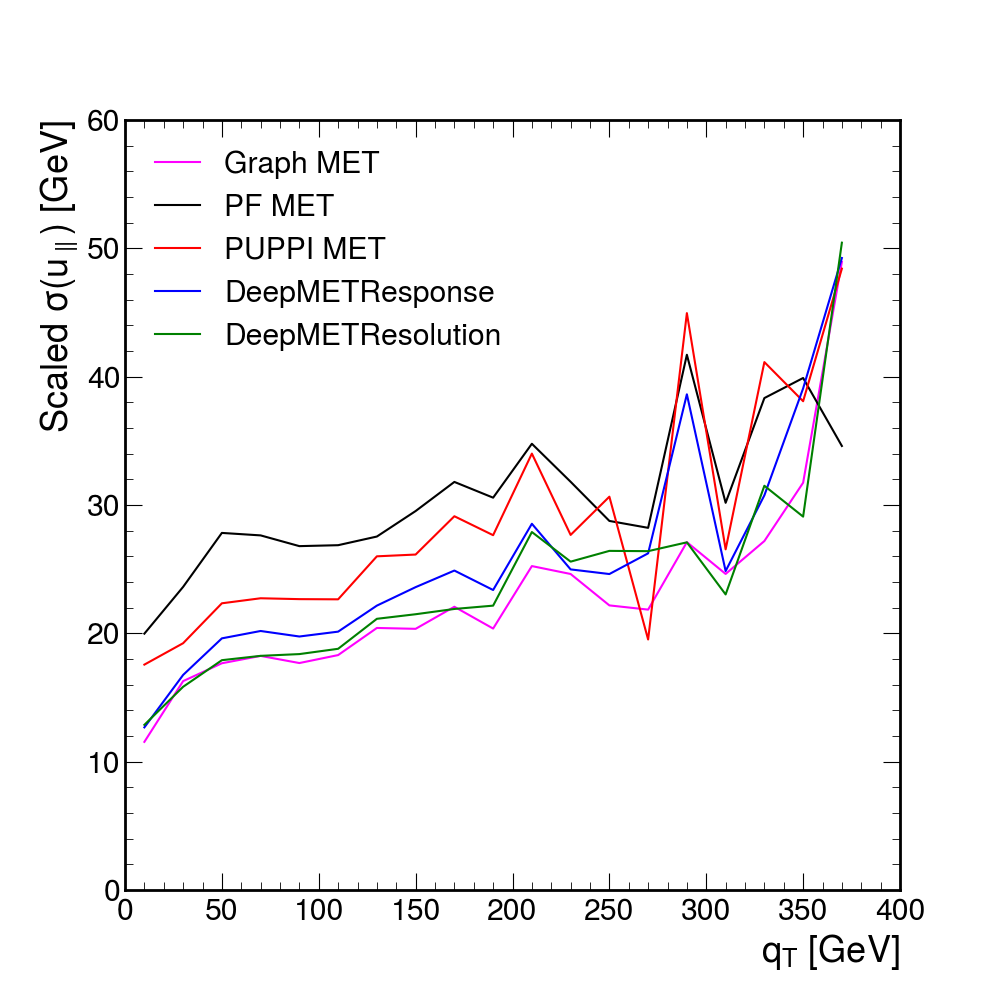 Scaled σ(u∥) [GeV]
60
50
40
30
20
10
0
Graph MET
PF MET
PUPPI MET
DeepMETResponse
DeepMETResolution
0 50 100 150 200 250 300 350 400
qT [GeV]